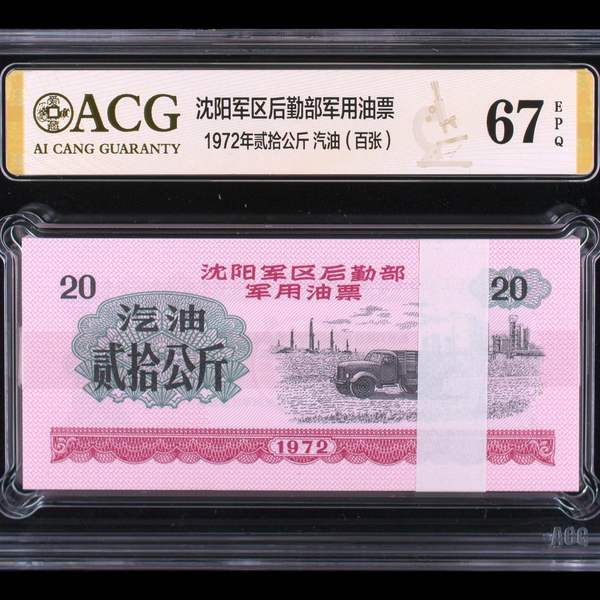 ACG
AI CANG GUARANTY
沈阳军区后勤部军用油票
1972年贰拾公斤 汽油（百张）
67
EPQ
20
沈阳军区后勤部
军用油票
20
汽油
贰拾公斤
1972
ACG